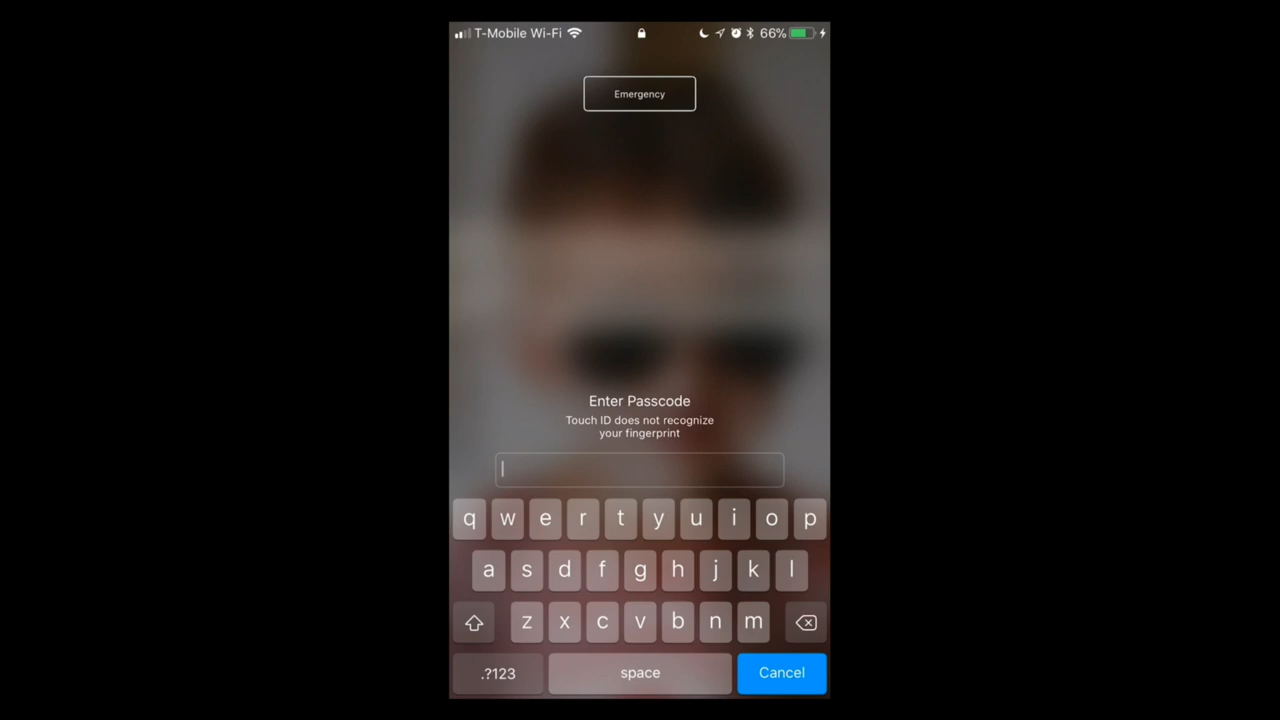 T-Mobile Wi-Fi 66%
Emergency
Enter Passcode
Touch ID does not recognize
your fingerprint
q w e r t y u i o p
a s d f g h j k l
z x c v b n m
.?123 space Cancel